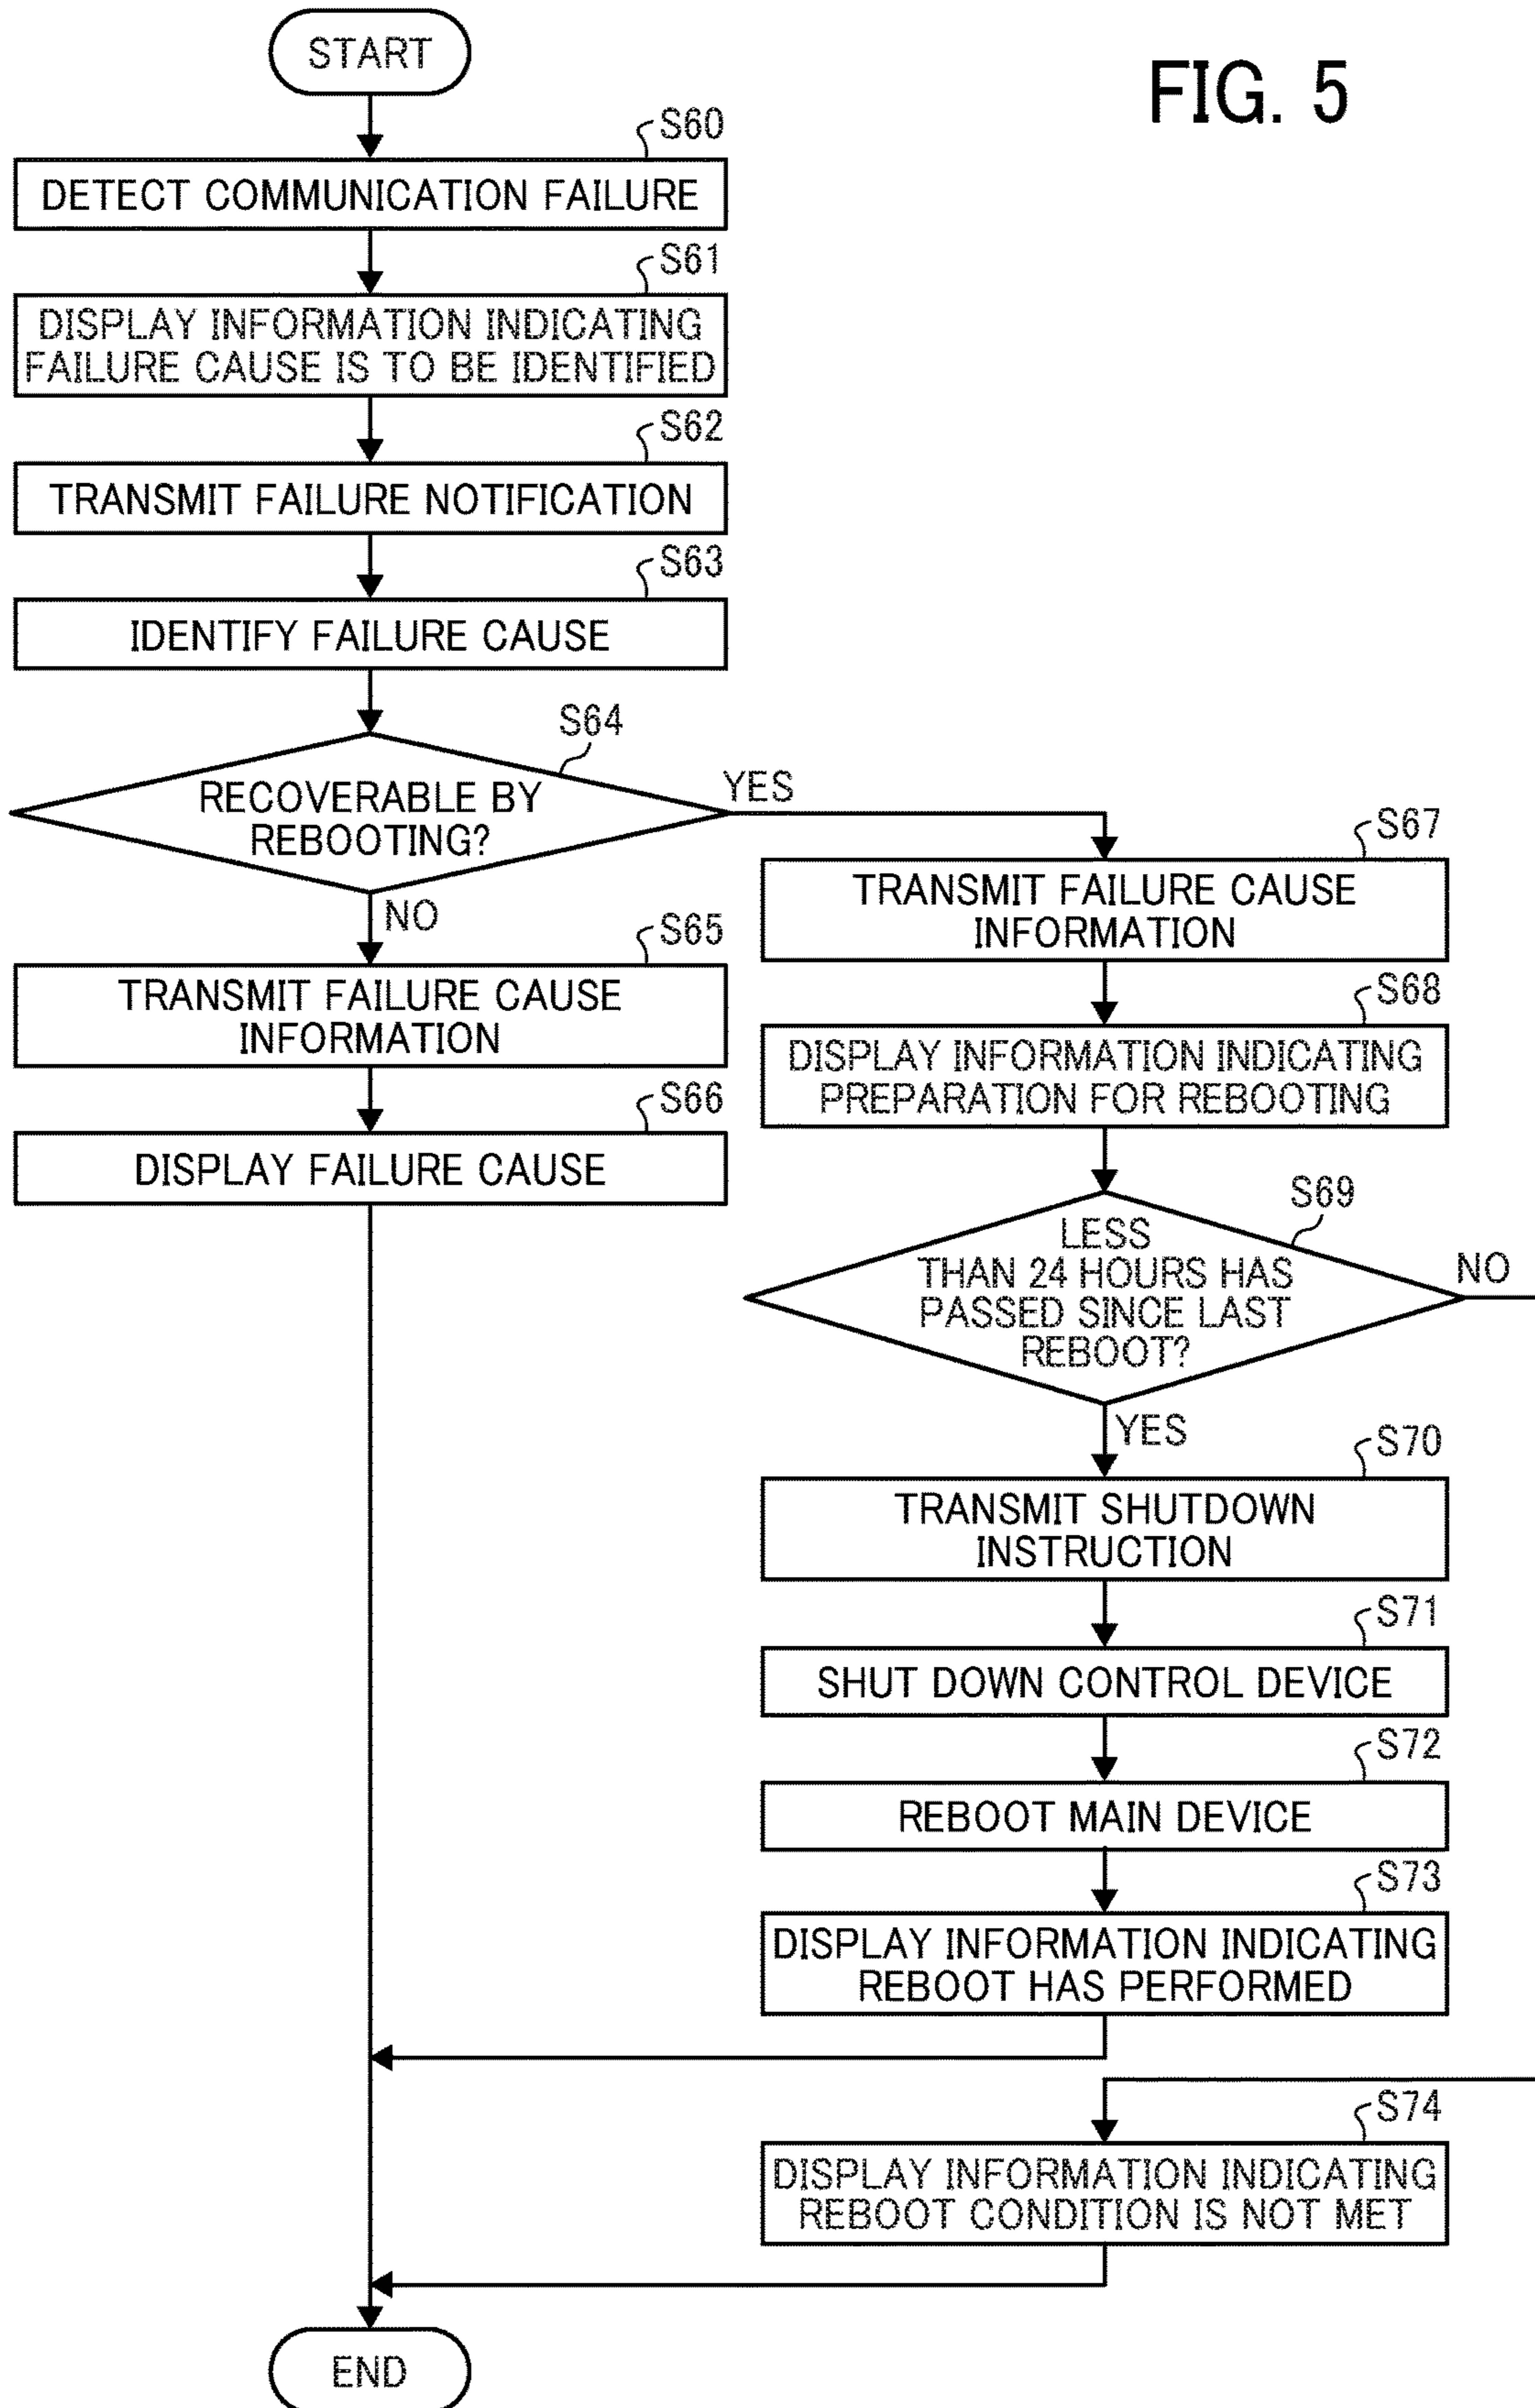 FIG. 5
START
S60
DETECT COMMUNICATION FAILURE
S61
DISPLAY INFORMATION INDICATING
FAILURE CAUSE IS TO BE IDENTIFIED
S62
TRANSMIT FAILURE NOTIFICATION
S63
IDENTIFY FAILURE CAUSE
S64
RECOVERABLE BY
REBOOTING?
YES
NO
S65
TRANSMIT FAILURE CAUSE
INFORMATION
S66
DISPLAY FAILURE CAUSE
S67
TRANSMIT FAILURE CAUSE
INFORMATION
S68
DISPLAY INFORMATION INDICATING
PREPARATION FOR REBOOTING
S69
LESS
THAN 24 HOURS HAS
PASSED SINCE LAST
REBOOT?
NO
YES
S70
TRANSMIT SHUTDOWN
INSTRUCTION
S71
SHUT DOWN CONTROL DEVICE
S72
REBOOT MAIN DEVICE
S73
DISPLAY INFORMATION INDICATING
REBOOT HAS PERFORMED
S74
DISPLAY INFORMATION INDICATING
REBOOT CONDITION IS NOT MET
END